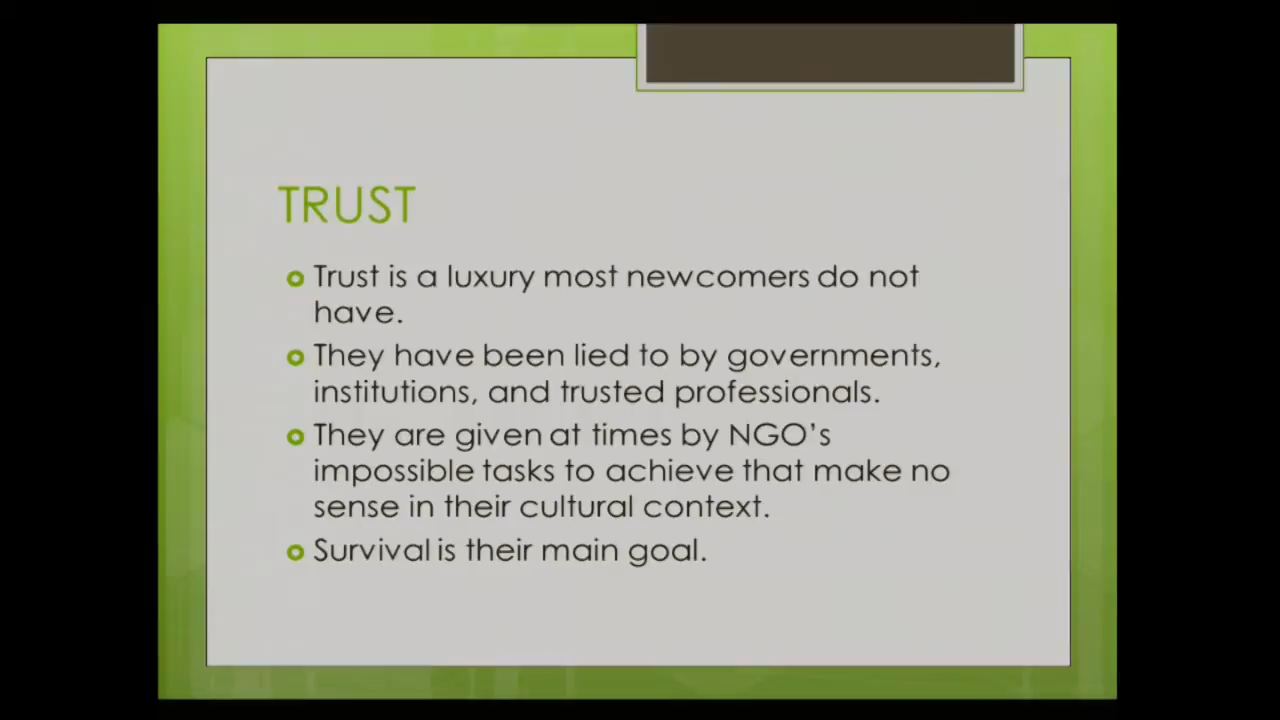 TRUST
Trust is a luxury most newcomers do not
have.
They have been lied to by governments,
institutions, and trusted professionals.
They are given at times by NGO's
impossible tasks to achieve that make no
sense in their cultural context.
Survival is their main goal.